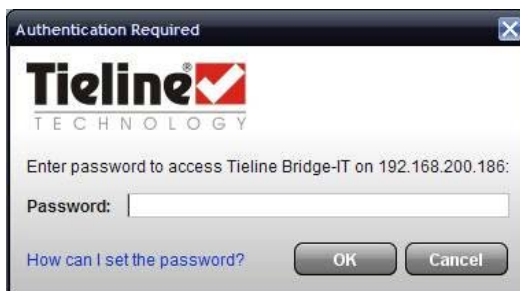 Authentication Required
Tieline®
TECHNOLOGY
Enter password to access Tieline Bridge-IT on 192.168.200.186:
Password:
How can I set the password?
OK
Cancel